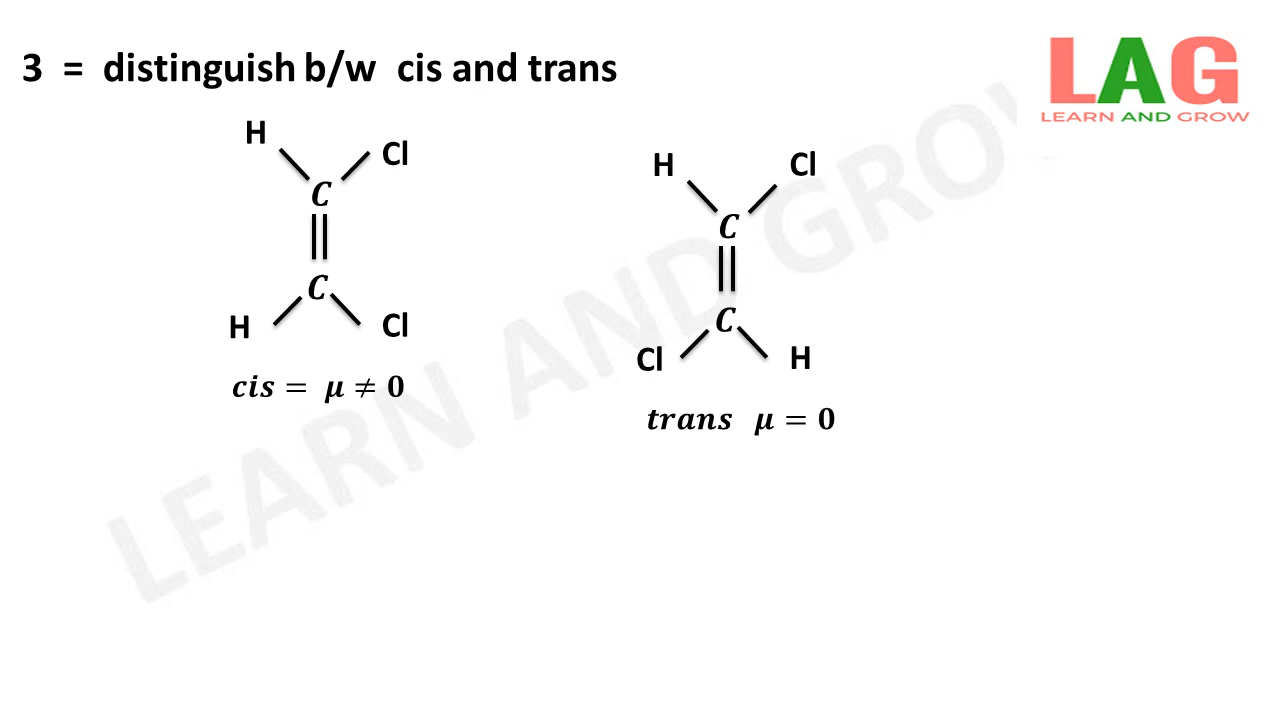 3 = distinguish b/w cis and trans
LAG
LEARN AND GROW
H
Cl
C
C
H
Cl
cis = μ ≠ 0
H
Cl
C
C
Cl
H
trans μ = 0
LEARN AND GROW